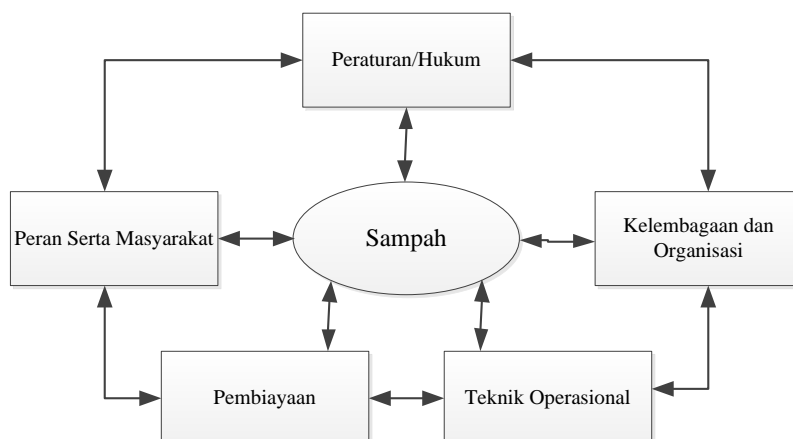 Peraturan/Hukum
Peran Serta Masyarakat
Sampah
Kelembagaan dan
Organisasi
Pembiayaan
Teknik Operasional